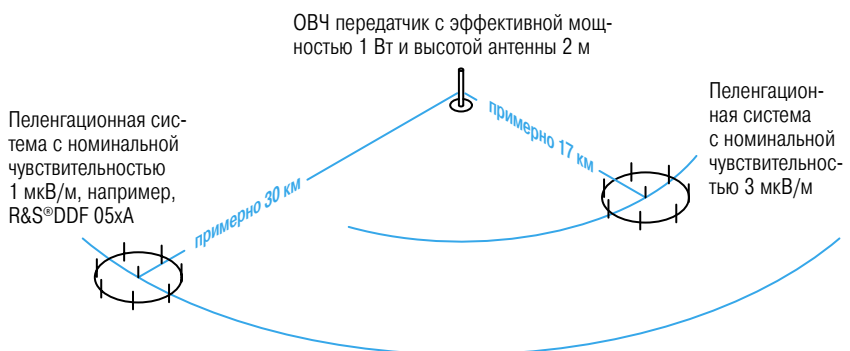 ОВЧ передатчик с эффективной мощ-
ностью 1 Вт и высотой антенны 2 м
Пеленгационная сис-
тема с номинальной
чувствительностью
1 мкВ/м, например,
R&S®DDF 05xA
примерно 30 км
примерно 17 км
Пеленгацион-
ная система
с номинальной
чувствительнос-
тью 3 мкВ/м